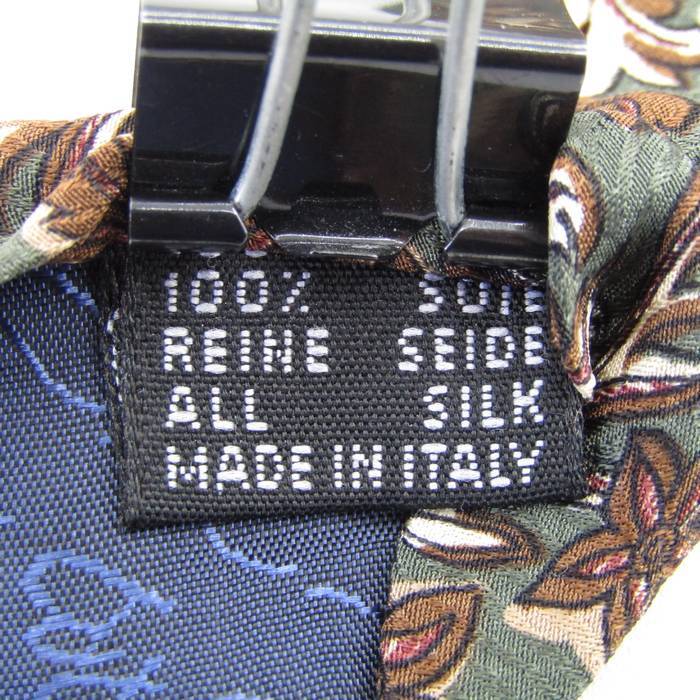 100% SOIE
REINE SEIDE
ALL SILK
MADE IN ITALY